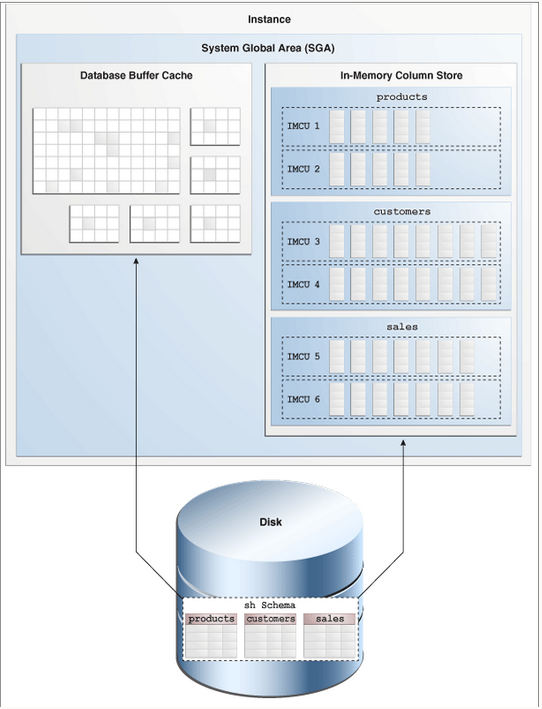 Instance
System Global Area (SGA)
Database Buffer Cache
In-Memory Column Store
products
IMCU 1
IMCU 2
customers
IMCU 3
IMCU 4
sales
IMCU 5
IMCU 6
Disk
sh Schema
products customers sales